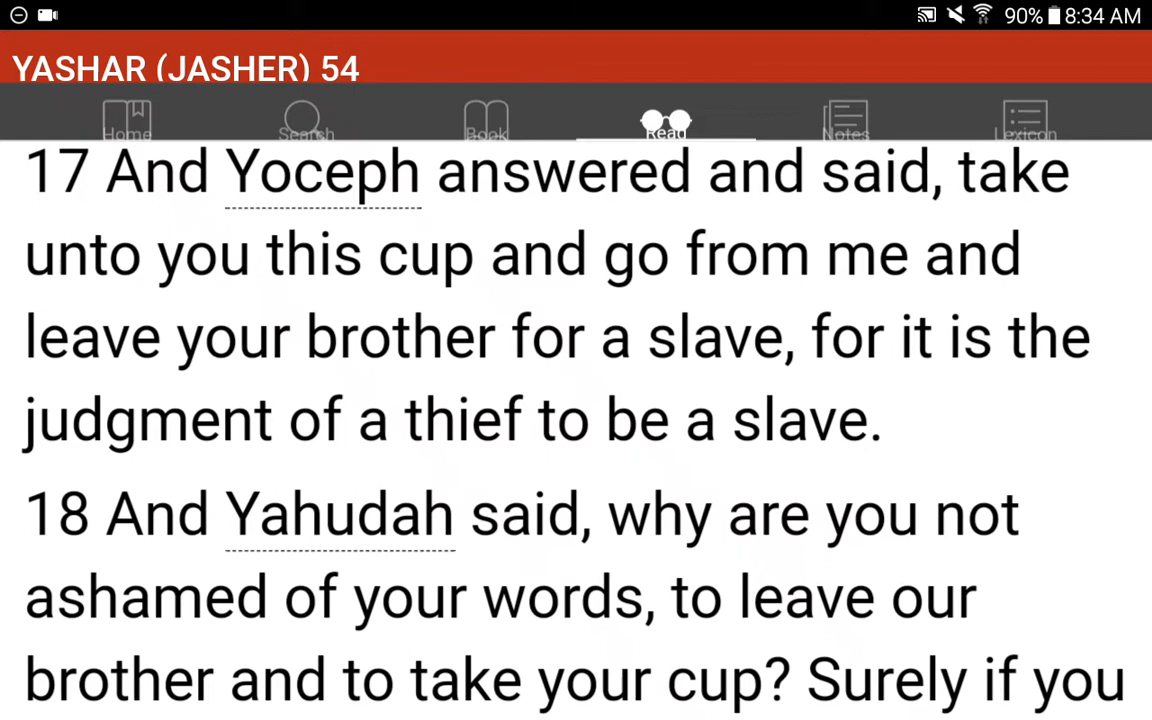 90% 8:34 AM
YASHAR (JASHER) 54
Home Search Book Read Notes Lexicon
17 And Yoceph answered and said, take
unto you this cup and go from me and
leave your brother for a slave, for it is the
judgment of a thief to be a slave.
18 And Yahudah said, why are you not
ashamed of your words, to leave our
brother and to take your cup? Surely if you